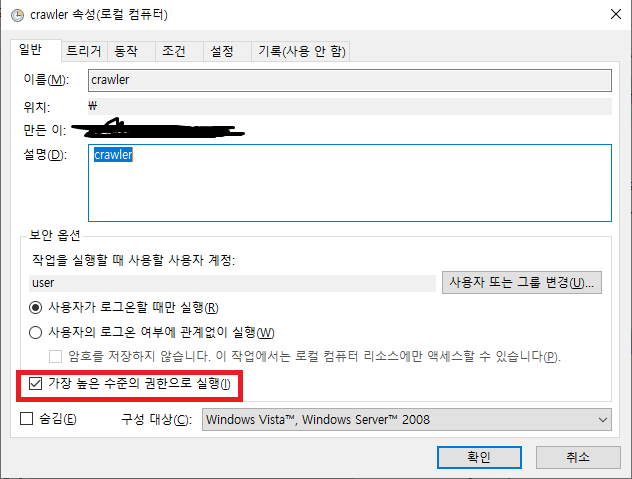 crawler 속성(로컬 컴퓨터)
일반 트리거 동작 조건 설정 기록(사용 안 함)
이름(M): crawler
위치: \
만든 이:
설명(D): crawler
보안 옵션
작업을 실행할 때 사용할 사용자 계정:
user 사용자 또는 그룹 변경(U)...
사용자가 로그온할 때만 실행(R)
사용자의 로그온 여부에 관계없이 실행(W)
암호를 저장하지 않습니다. 이 작업에서는 로컬 컴퓨터 리소스에만 액세스할 수 있습니다(P).
가장 높은 수준의 권한으로 실행(I)
숨김(E) 구성 대상(C): Windows Vista™, Windows Server™ 2008
확인 취소